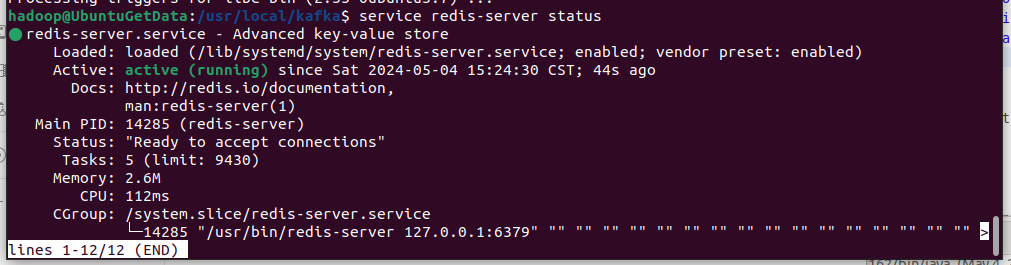 hadoop@UbuntuGetData:/usr/local/kafka$ service redis-server status
● redis-server.service - Advanced key-value store
Loaded: loaded (/lib/systemd/system/redis-server.service; enabled; vendor preset: enabled)
Active: active (running) since Sat 2024-05-04 15:24:30 CST; 44s ago
Docs: http://redis.io/documentation,
man:redis-server(1)
Main PID: 14285 (redis-server)
Status: "Ready to accept connections"
Tasks: 5 (limit: 9430)
Memory: 2.6M
CPU: 112ms
CGroup: /system.slice/redis-server.service
└─14285 "/usr/bin/redis-server 127.0.0.1:6379" "" "" "" "" "" "" "" "" "" "" "" "" "" "" "" "" >
lines 1-12/12 (END)